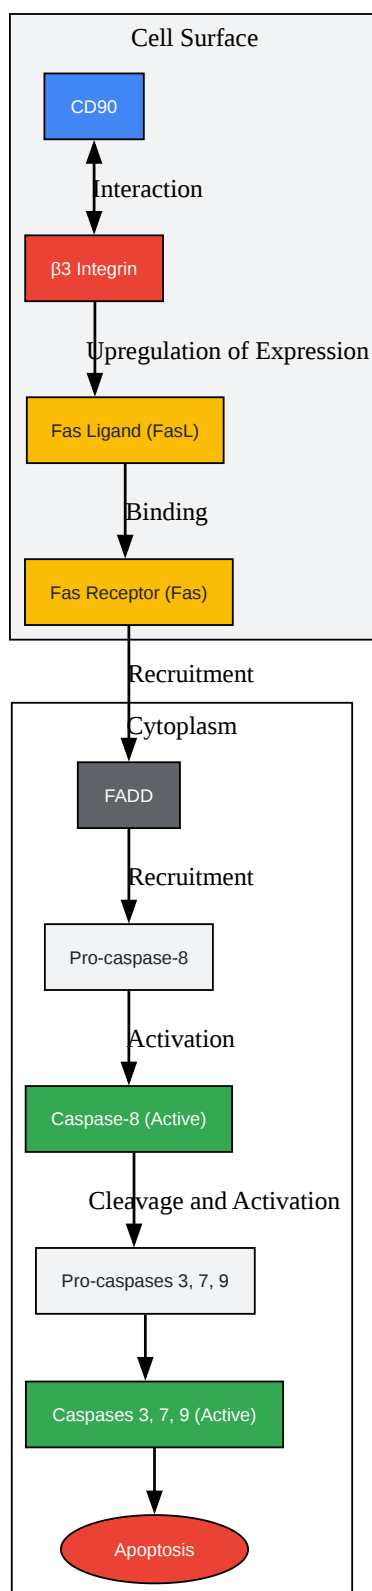 Cell Surface
CD90
Interaction
β3 Integrin
Upregulation of Expression
Fas Ligand (FasL)
Binding
Fas Receptor (Fas)
Recruitment
Cytoplasm
FADD
Recruitment
Pro-caspase-8
Activation
Caspase-8 (Active)
Cleavage and Activation
Pro-caspases 3, 7, 9
Caspases 3, 7, 9 (Active)
Apoptosis